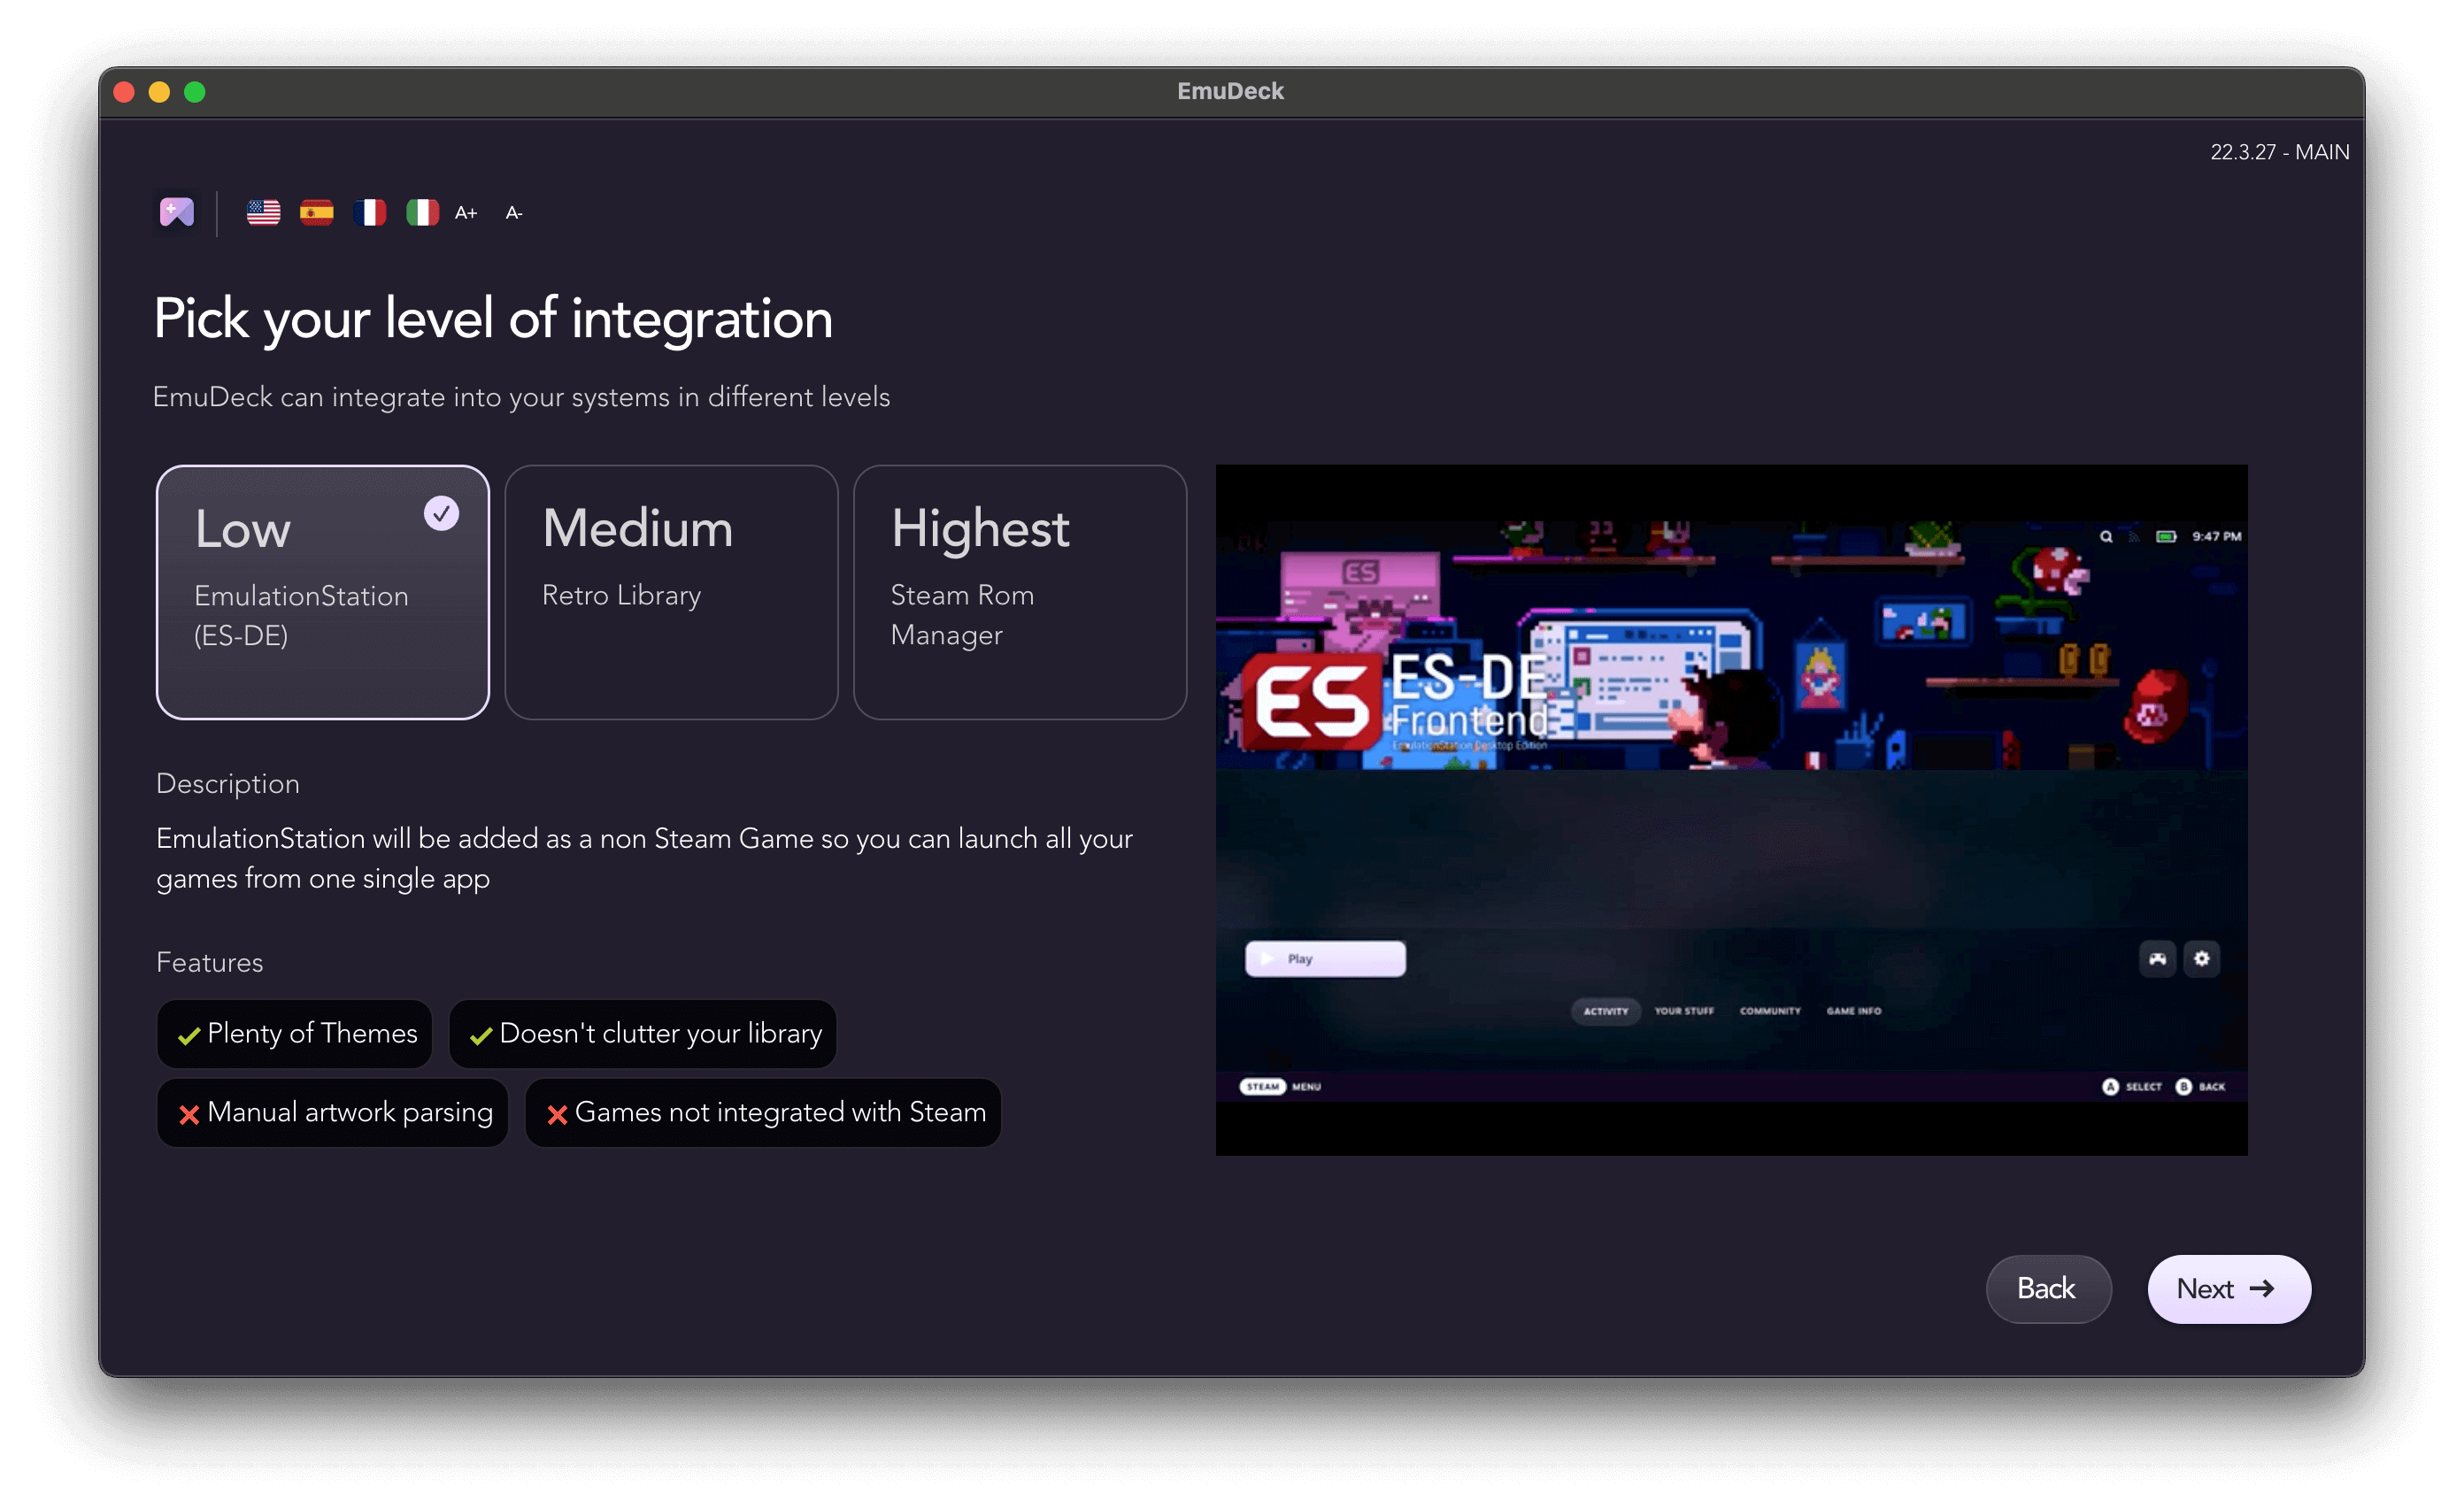 EmuDeck
22.3.27 - MAIN
A+ A-
Pick your level of integration
EmuDeck can integrate into your systems in different levels
Low
EmulationStation
(ES-DE)
Medium
Retro Library
Highest
Steam Rom
Manager
Description
EmulationStation will be added as a non Steam Game so you can launch all your
games from one single app
Features
Plenty of Themes
Doesn't clutter your library
Manual artwork parsing
Games not integrated with Steam
9:47 PM
ES
ES
ES-DE
Frontend
EmulationStation Desktop Edition
Play
ACTIVITY YOUR STUFF COMMUNITY GAME INFO
STEAM MENU
A SELECT B BACK
Back
Next